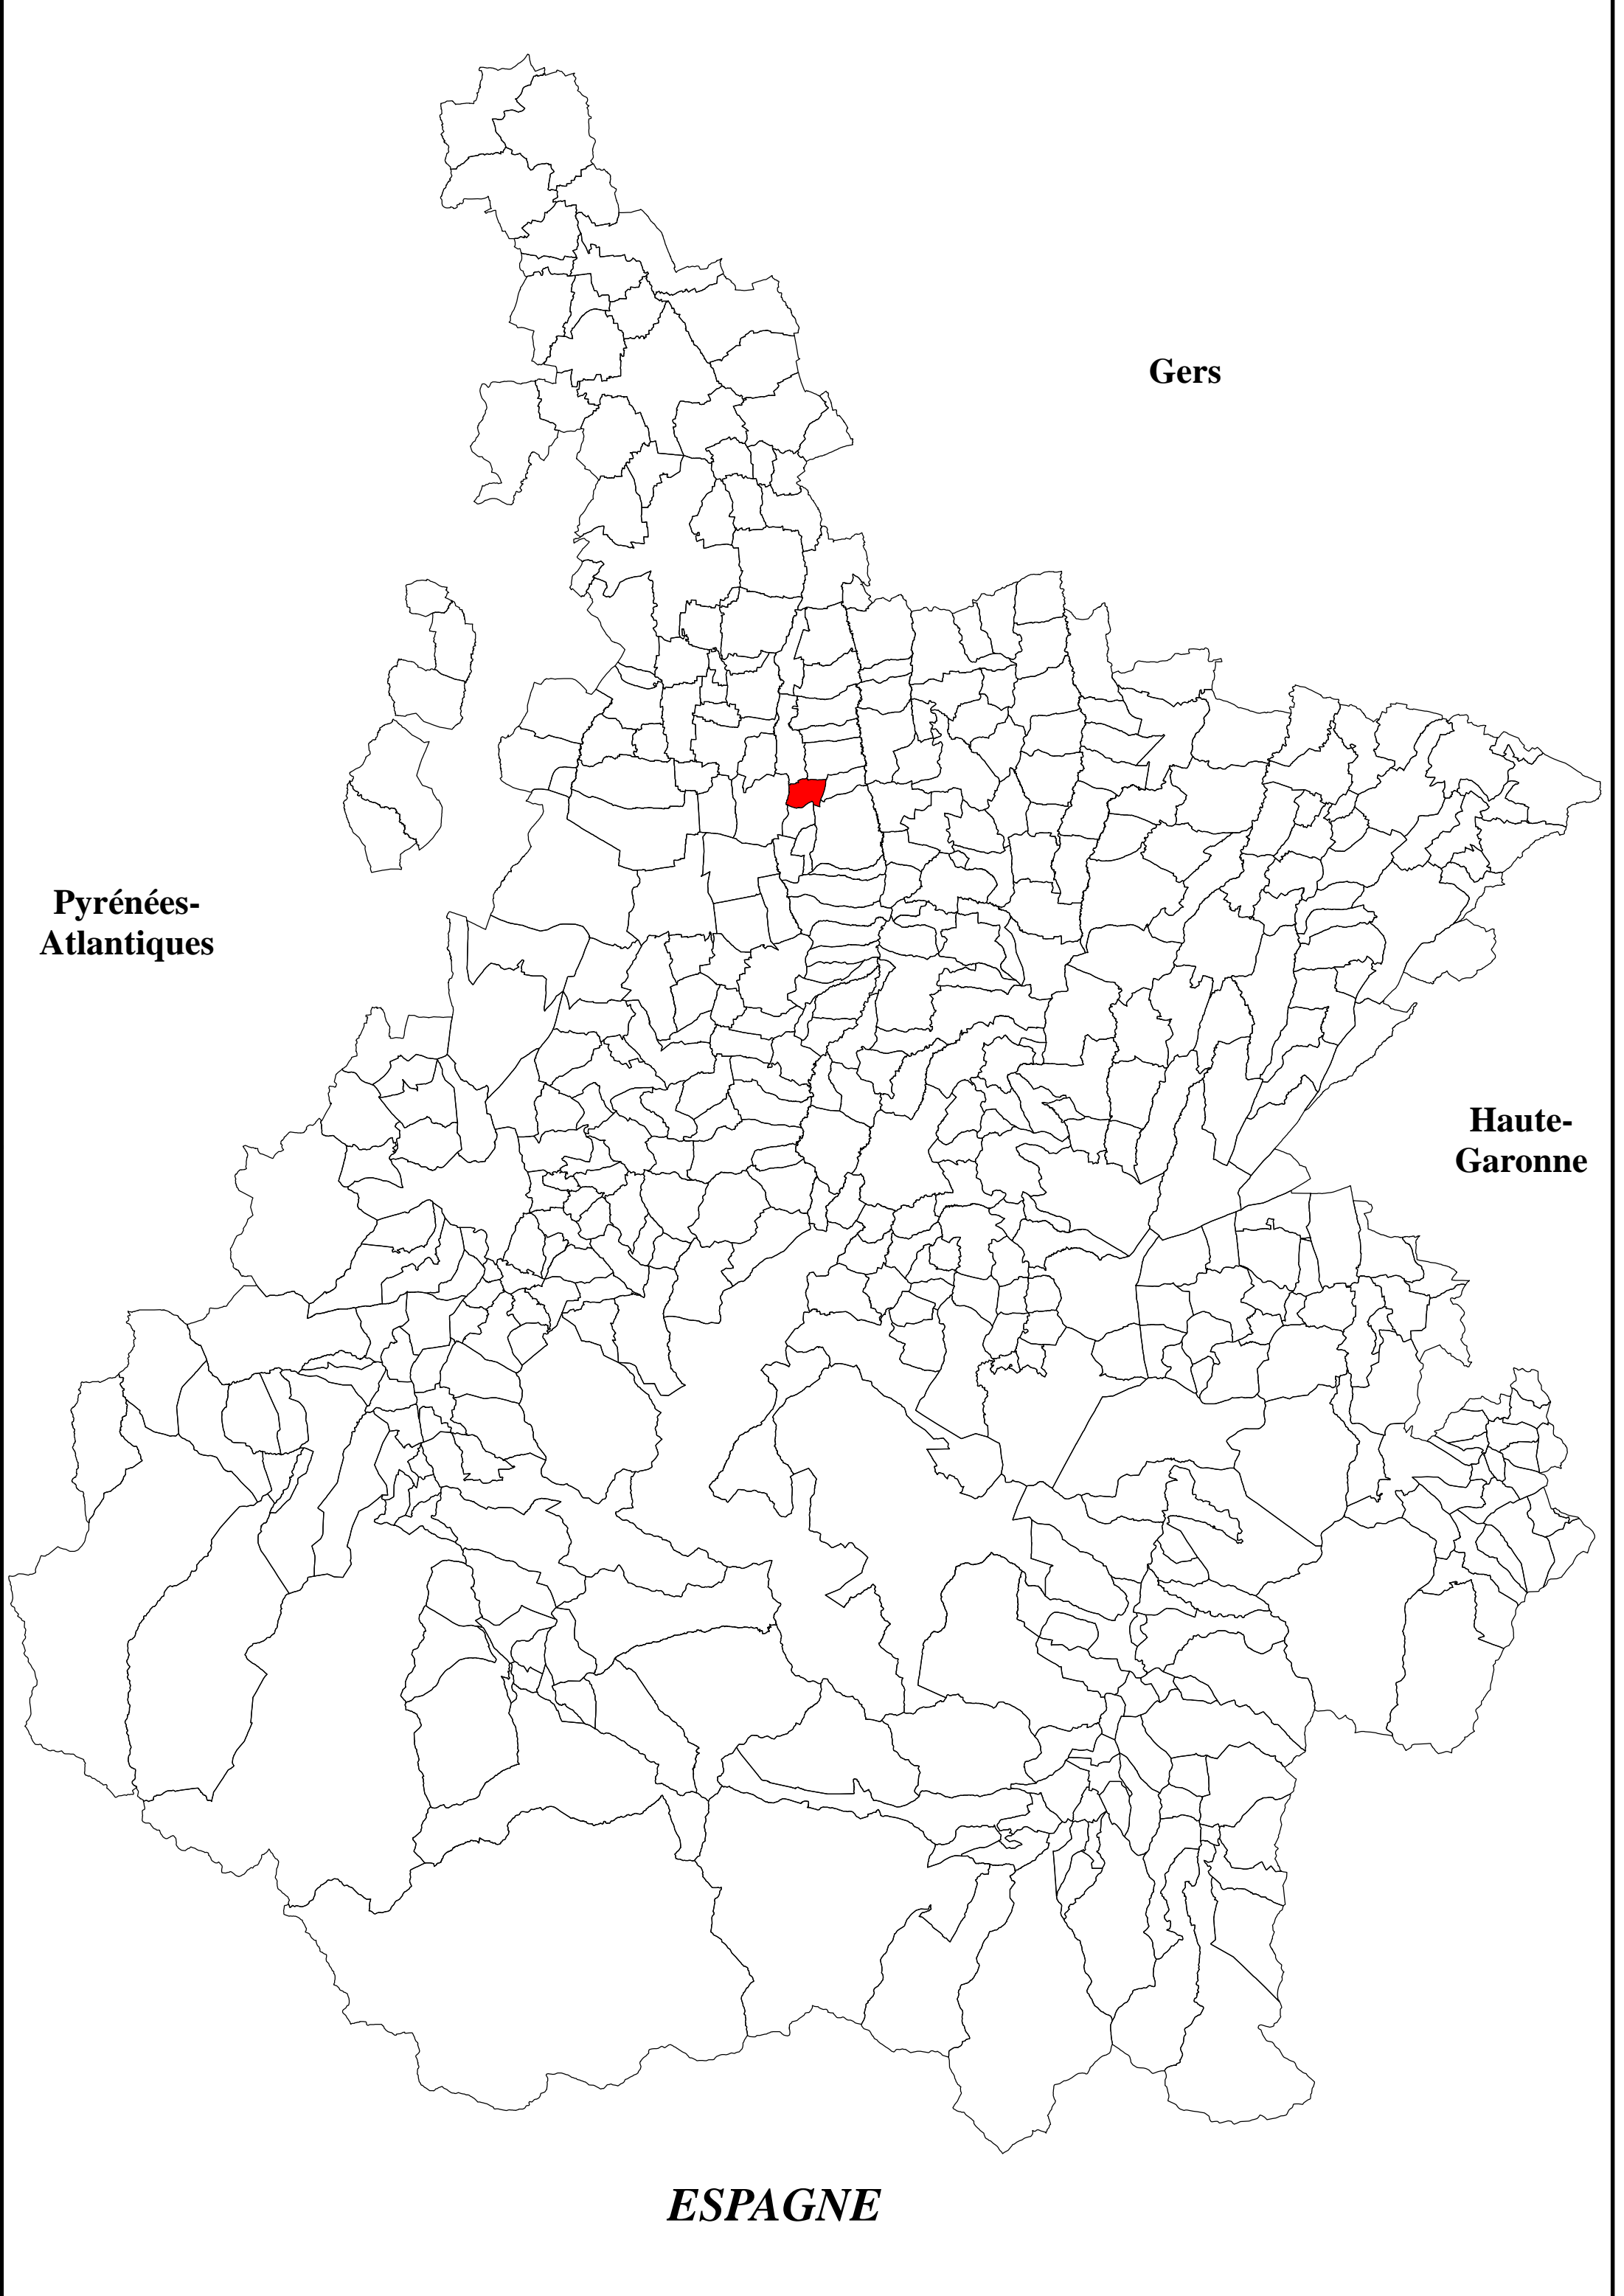 Gers
Pyrénées-
Atlantiques
Haute-
Garonne
ESPAGNE